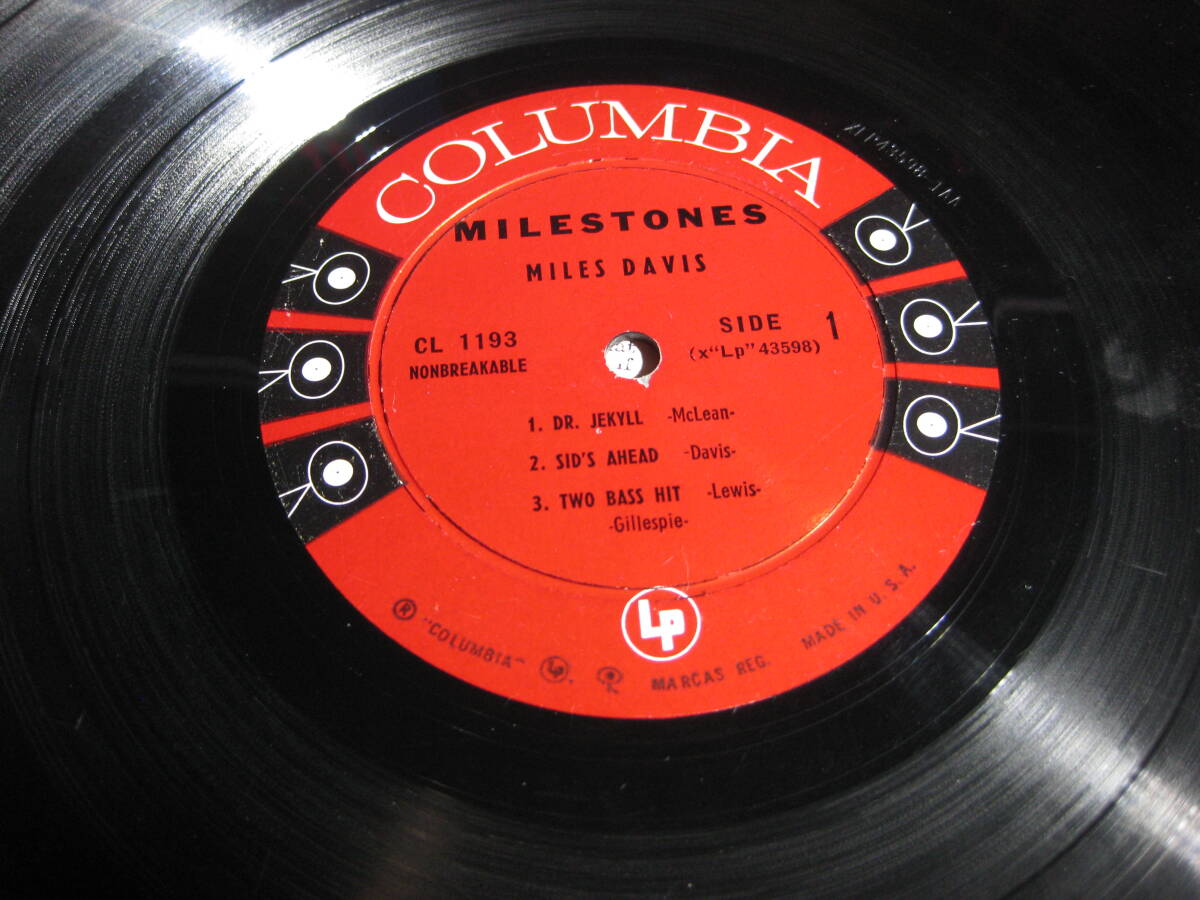 COLUMBIA
MILESTONES
MILES DAVIS
CL 1193
NONBREAKABLE
SIDE 1
(x"Lp" 43598)
1. DR. JEKYLL -McLean-
2. SID'S AHEAD -Davis-
3. TWO BASS HIT -Lewis-
-Gillespie-
Lp
® "COLUMBIA" Lp, MARCAS REG. MADE IN U. S. A.